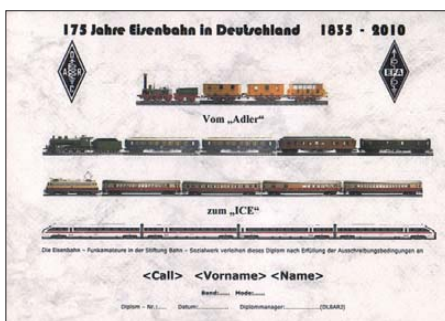 175 Jahre Eisenbahn in Deutschland 1835 - 2010
Vom „Adler“
zum „ICE“
Die Eisenbahn - Funkamateure in der Stiftung Bahn - Sozialwerk verleihen dieses Diplom nach Erfüllung der Ausschreibungsbedingungen an
<Call> <Vorname> <Name>
Band:..... Mode:.....
Diplom - Nr.:.... Datum:.............. Diplommanager:..................